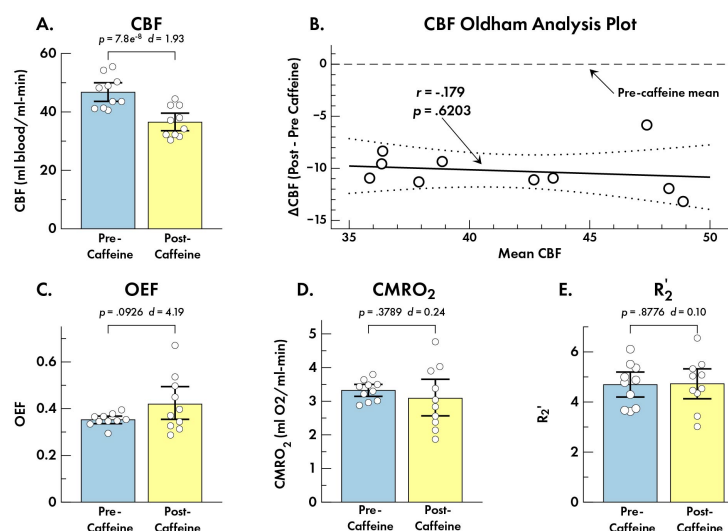 A.
CBF
p = 7.8e⁻⁸ d = 1.93
60
40
20
0
CBF (ml blood/ml-min)
Pre-
Caffeine
Post-
Caffeine
B.
CBF Oldham Analysis Plot
0
−5
−10
−15
ΔCBF (Post - Pre Caffeine)
r = -.179
p = .6203
Pre-caffeine mean
35
40
45
50
Mean CBF
C.
OEF
p = .0926 d = 4.19
0.6
0.4
0.2
0
OEF
Pre-
Caffeine
Post-
Caffeine
D.
CMRO₂
p = .3789 d = 0.24
5
4
3
2
1
0
CMRO₂ (ml O2/ml-min)
Pre-
Caffeine
Post-
Caffeine
E.
R₂'
p = .8776 d = 0.10
6
4
2
0
R₂'
Pre-
Caffeine
Post-
Caffeine